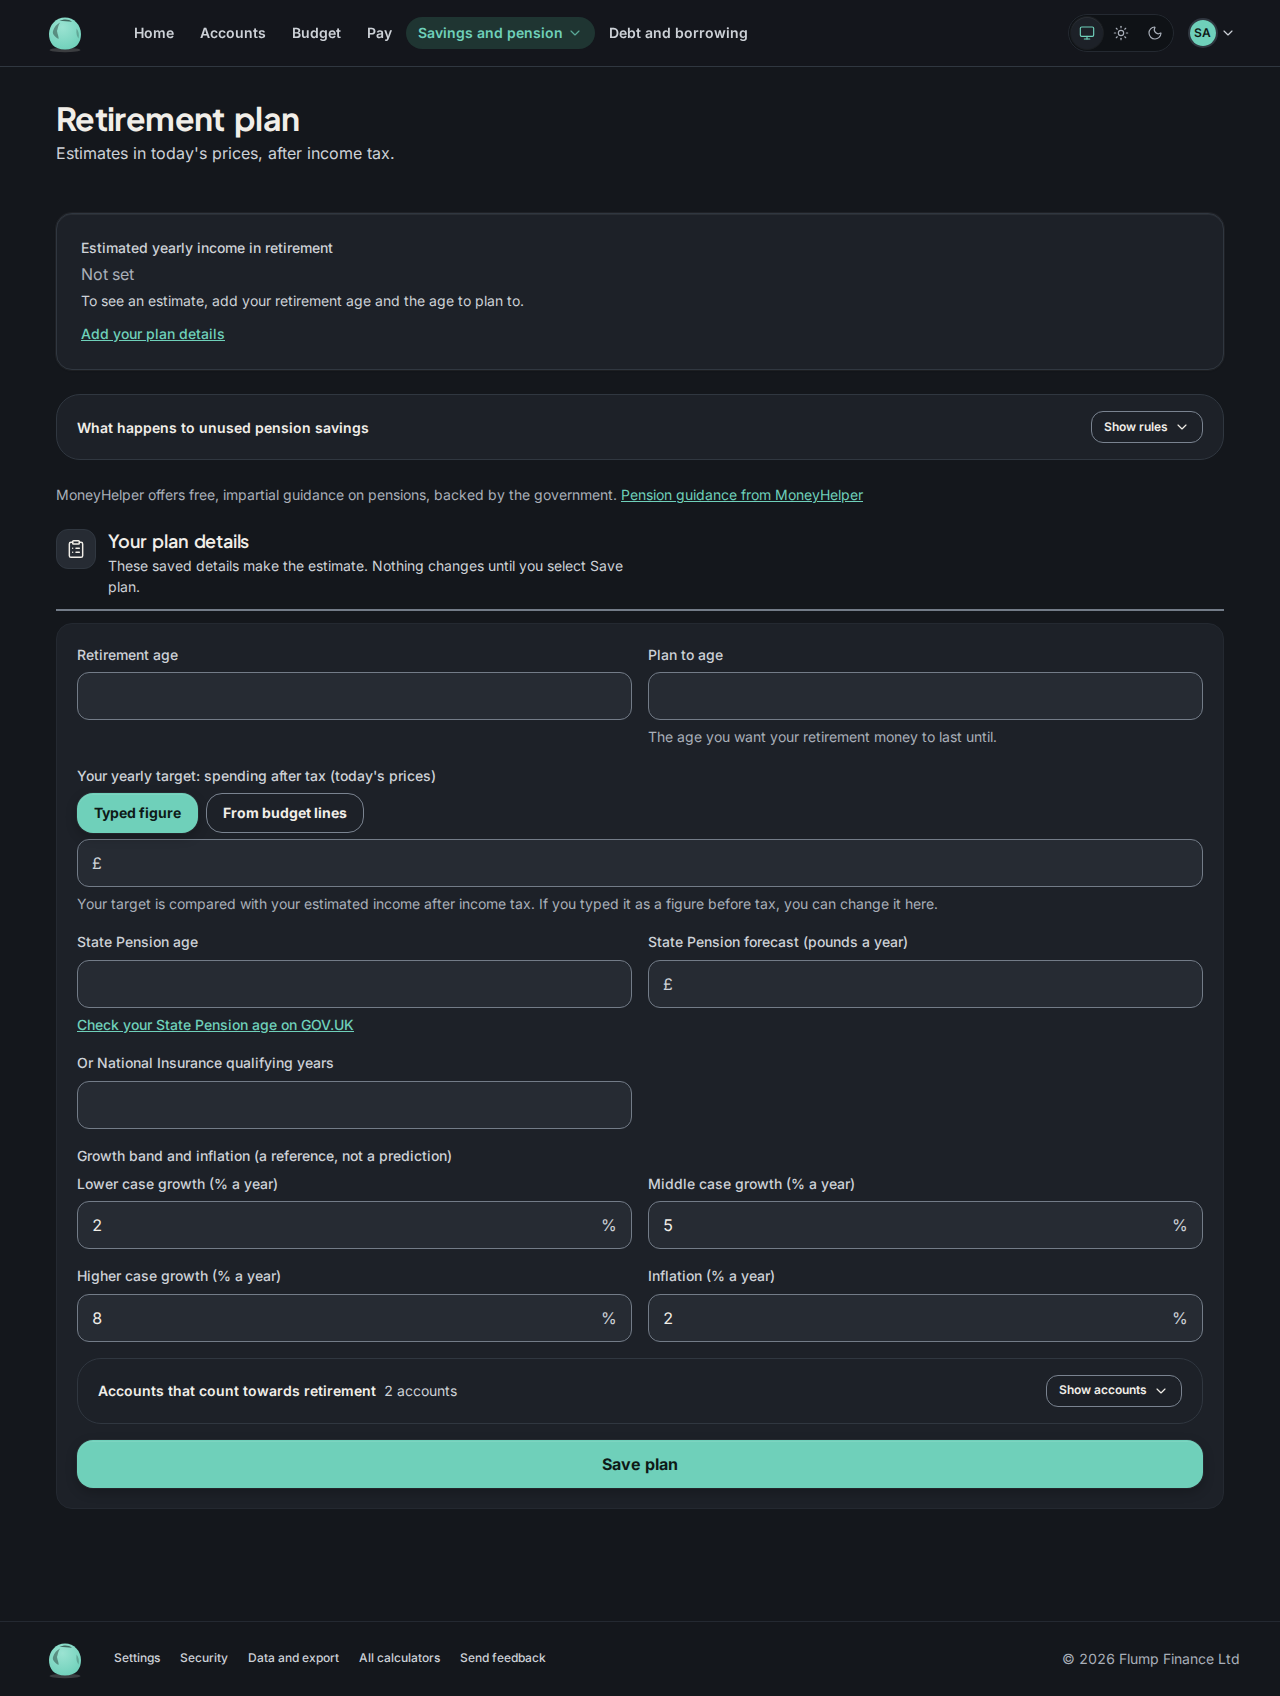 Home
Accounts
Budget
Pay
Savings and pension
Debt and borrowing
SA
Retirement plan
Estimates in today's prices, after income tax.
Estimated yearly income in retirement
Not set
To see an estimate, add your retirement age and the age to plan to.
Add your plan details
What happens to unused pension savings
Show rules
MoneyHelper offers free, impartial guidance on pensions, backed by the government. Pension guidance from MoneyHelper
Your plan details
These saved details make the estimate. Nothing changes until you select Save
plan.
Retirement age
Plan to age
The age you want your retirement money to last until.
Your yearly target: spending after tax (today's prices)
Typed figure
From budget lines
£
Your target is compared with your estimated income after income tax. If you typed it as a figure before tax, you can change it here.
State Pension age
State Pension forecast (pounds a year)
£
Check your State Pension age on GOV.UK
Or National Insurance qualifying years
Growth band and inflation (a reference, not a prediction)
Lower case growth (% a year)
Middle case growth (% a year)
2 %
5 %
Higher case growth (% a year)
Inflation (% a year)
8 %
2 %
Accounts that count towards retirement 2 accounts
Show accounts
Save plan
Settings
Security
Data and export
All calculators
Send feedback
© 2026 Flump Finance Ltd